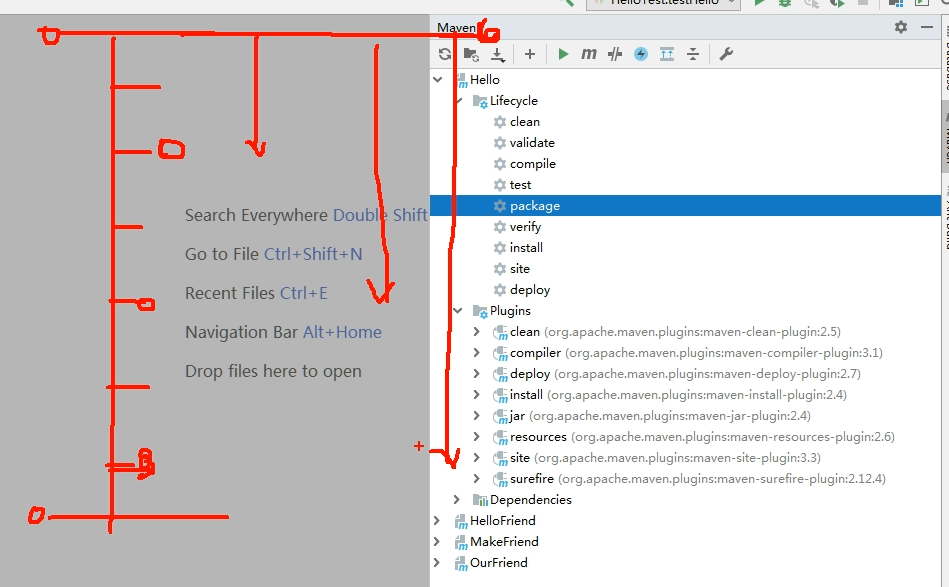 HelloTest.testHello
Maven
Hello
Lifecycle
clean
validate
compile
test
package
verify
install
site
deploy
Plugins
clean (org.apache.maven.plugins:maven-clean-plugin:2.5)
compiler (org.apache.maven.plugins:maven-compiler-plugin:3.1)
deploy (org.apache.maven.plugins:maven-deploy-plugin:2.7)
install (org.apache.maven.plugins:maven-install-plugin:2.4)
jar (org.apache.maven.plugins:maven-jar-plugin:2.4)
resources (org.apache.maven.plugins:maven-resources-plugin:2.6)
site (org.apache.maven.plugins:maven-site-plugin:3.3)
surefire (org.apache.maven.plugins:maven-surefire-plugin:2.12.4)
Dependencies
HelloFriend
MakeFriend
OurFriend
Search Everywhere Double Shift
Go to File Ctrl+Shift+N
Recent Files Ctrl+E
Navigation Bar Alt+Home
Drop files here to open